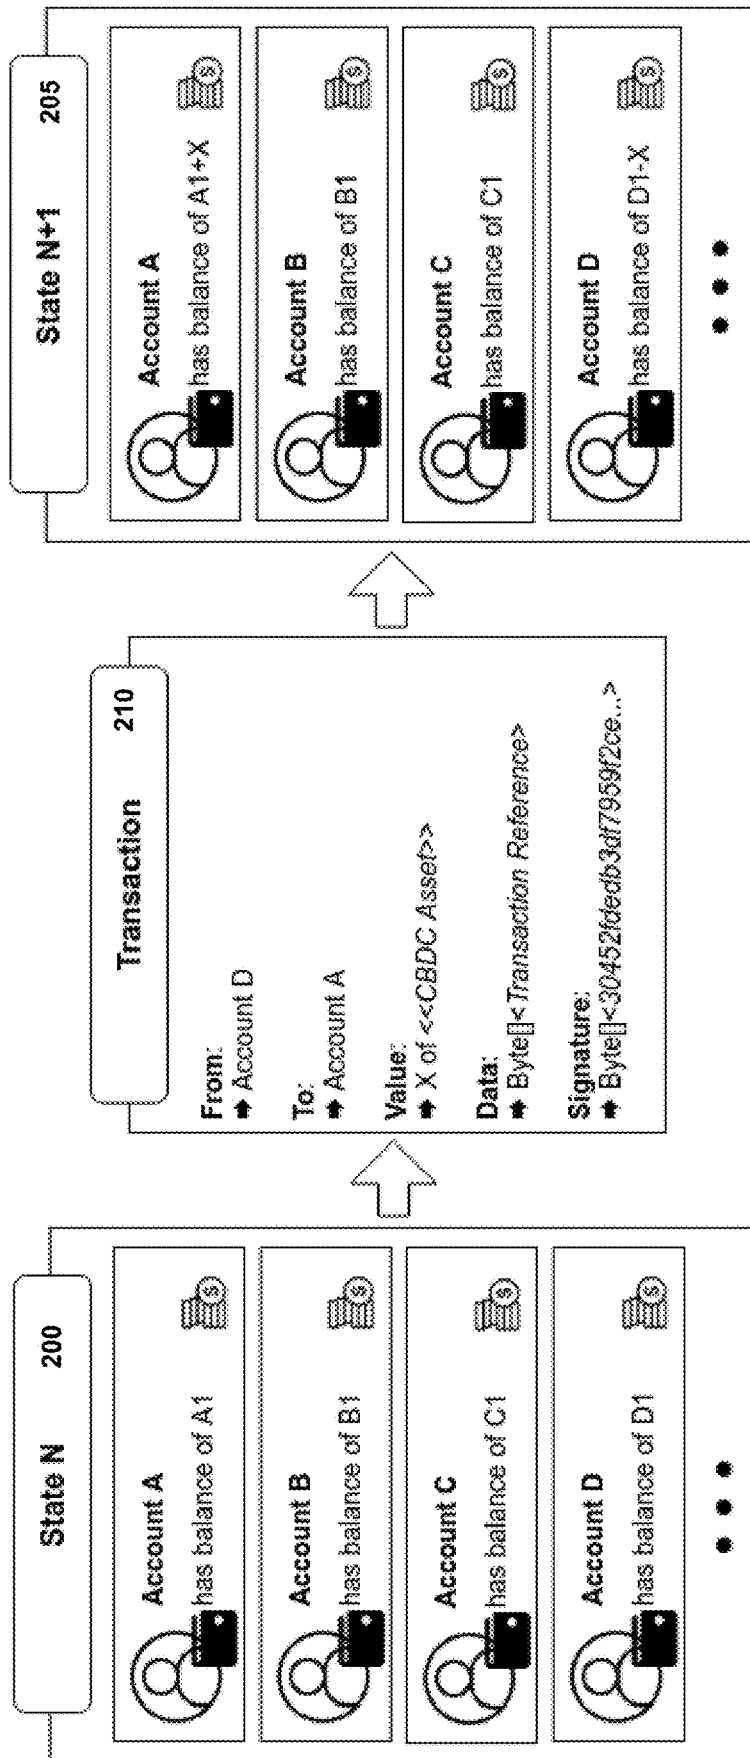 State N 200
Account A
has balance of A1
Account B
has balance of B1
Account C
has balance of C1
Account D
has balance of D1
Transaction 210
From:
➡ Account D
To:
➡ Account A
Value:
➡ X of <<CBDC Asset>>
Data:
➡ Byte[]<Transaction Reference>
Signature:
➡ Byte[]<30452fdedb3df7959f2ce...>
State N+1 205
Account A
has balance of A1+X
Account B
has balance of B1
Account C
has balance of C1
Account D
has balance of D1-X